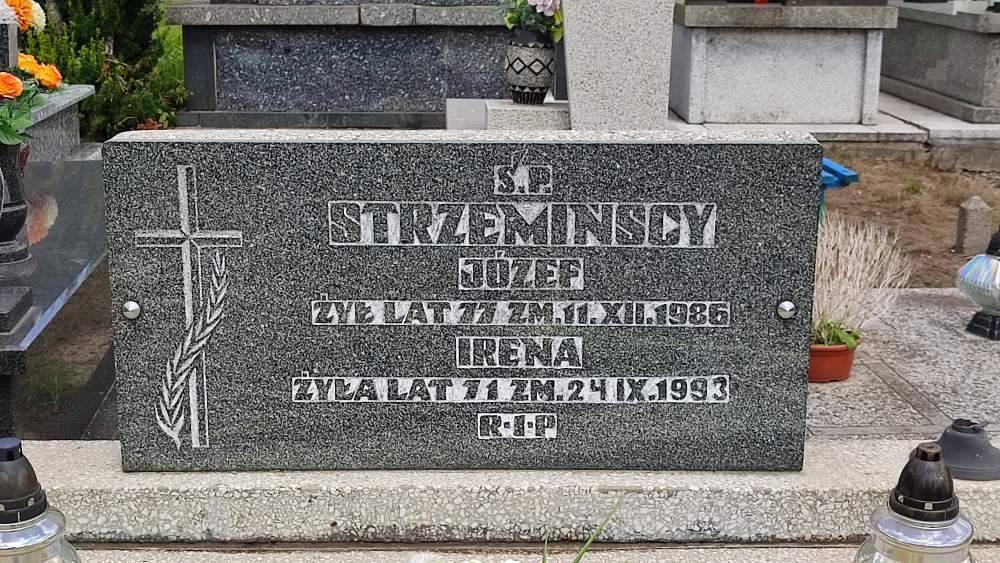 Ś.P.
STRZEMIŃSCY
JÓZEF
ŻYŁ LAT 77 ZM.11.XII.1986
IRENA
ŻYŁA LAT 71 ZM.24 IX.1993
R·I·P